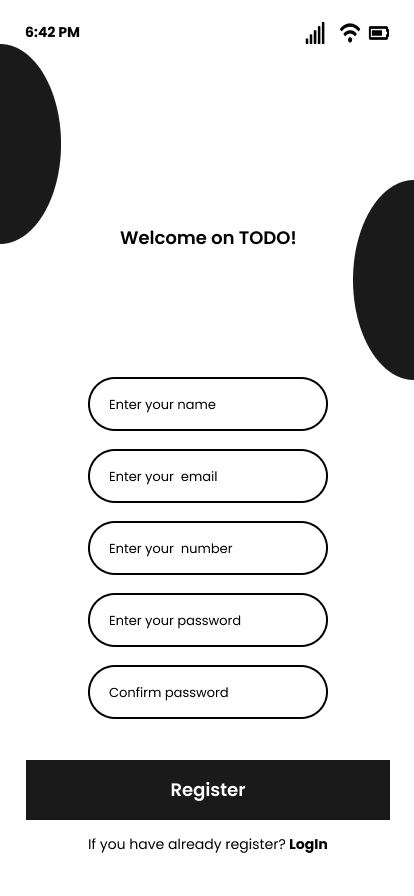 6:42 PM
Welcome on TODO!
Enter your name
Enter your  email
Enter your  number
Enter your password
Confirm password
Register
If you have already register? LogIn